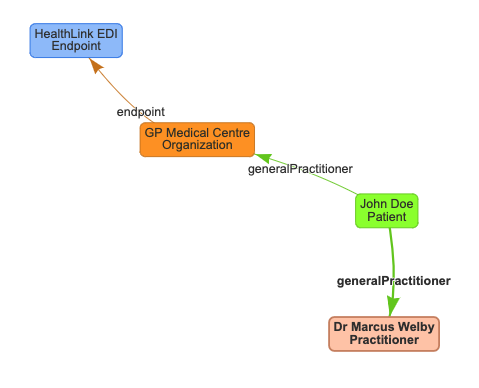 HealthLink EDI
Endpoint
endpoint
GP Medical Centre
Organization
generalPractitioner
John Doe
Patient
generalPractitioner
Dr Marcus Welby
Practitioner